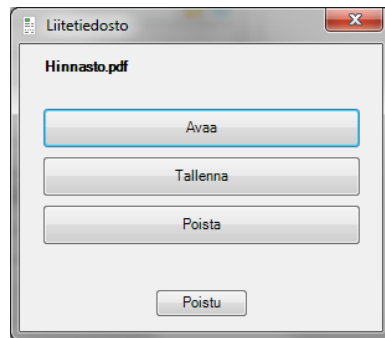 Liitetiedosto
Hinnasto.pdf
Avaa
Tallenna
Poista
Poistu